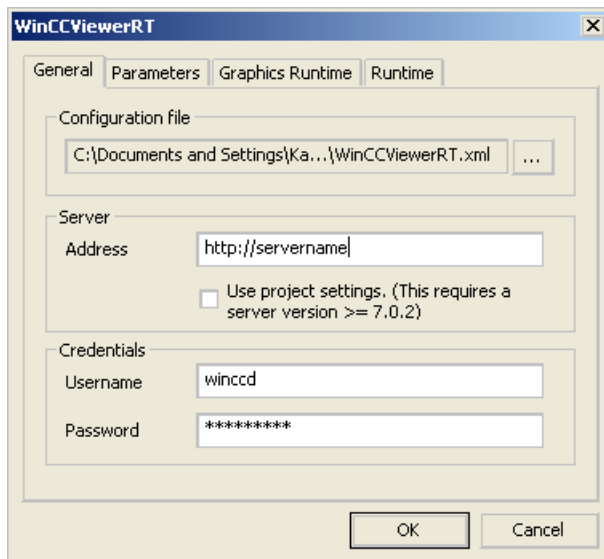 WinCCViewerRT
General Parameters Graphics Runtime Runtime
Configuration file
C:\Documents and Settings\Ka...\WinCCViewerRT.xml ...
Server
Address http://servername
Use project settings. (This requires a
server version >= 7.0.2)
Credentials
Username winccd
Password *********
OK Cancel